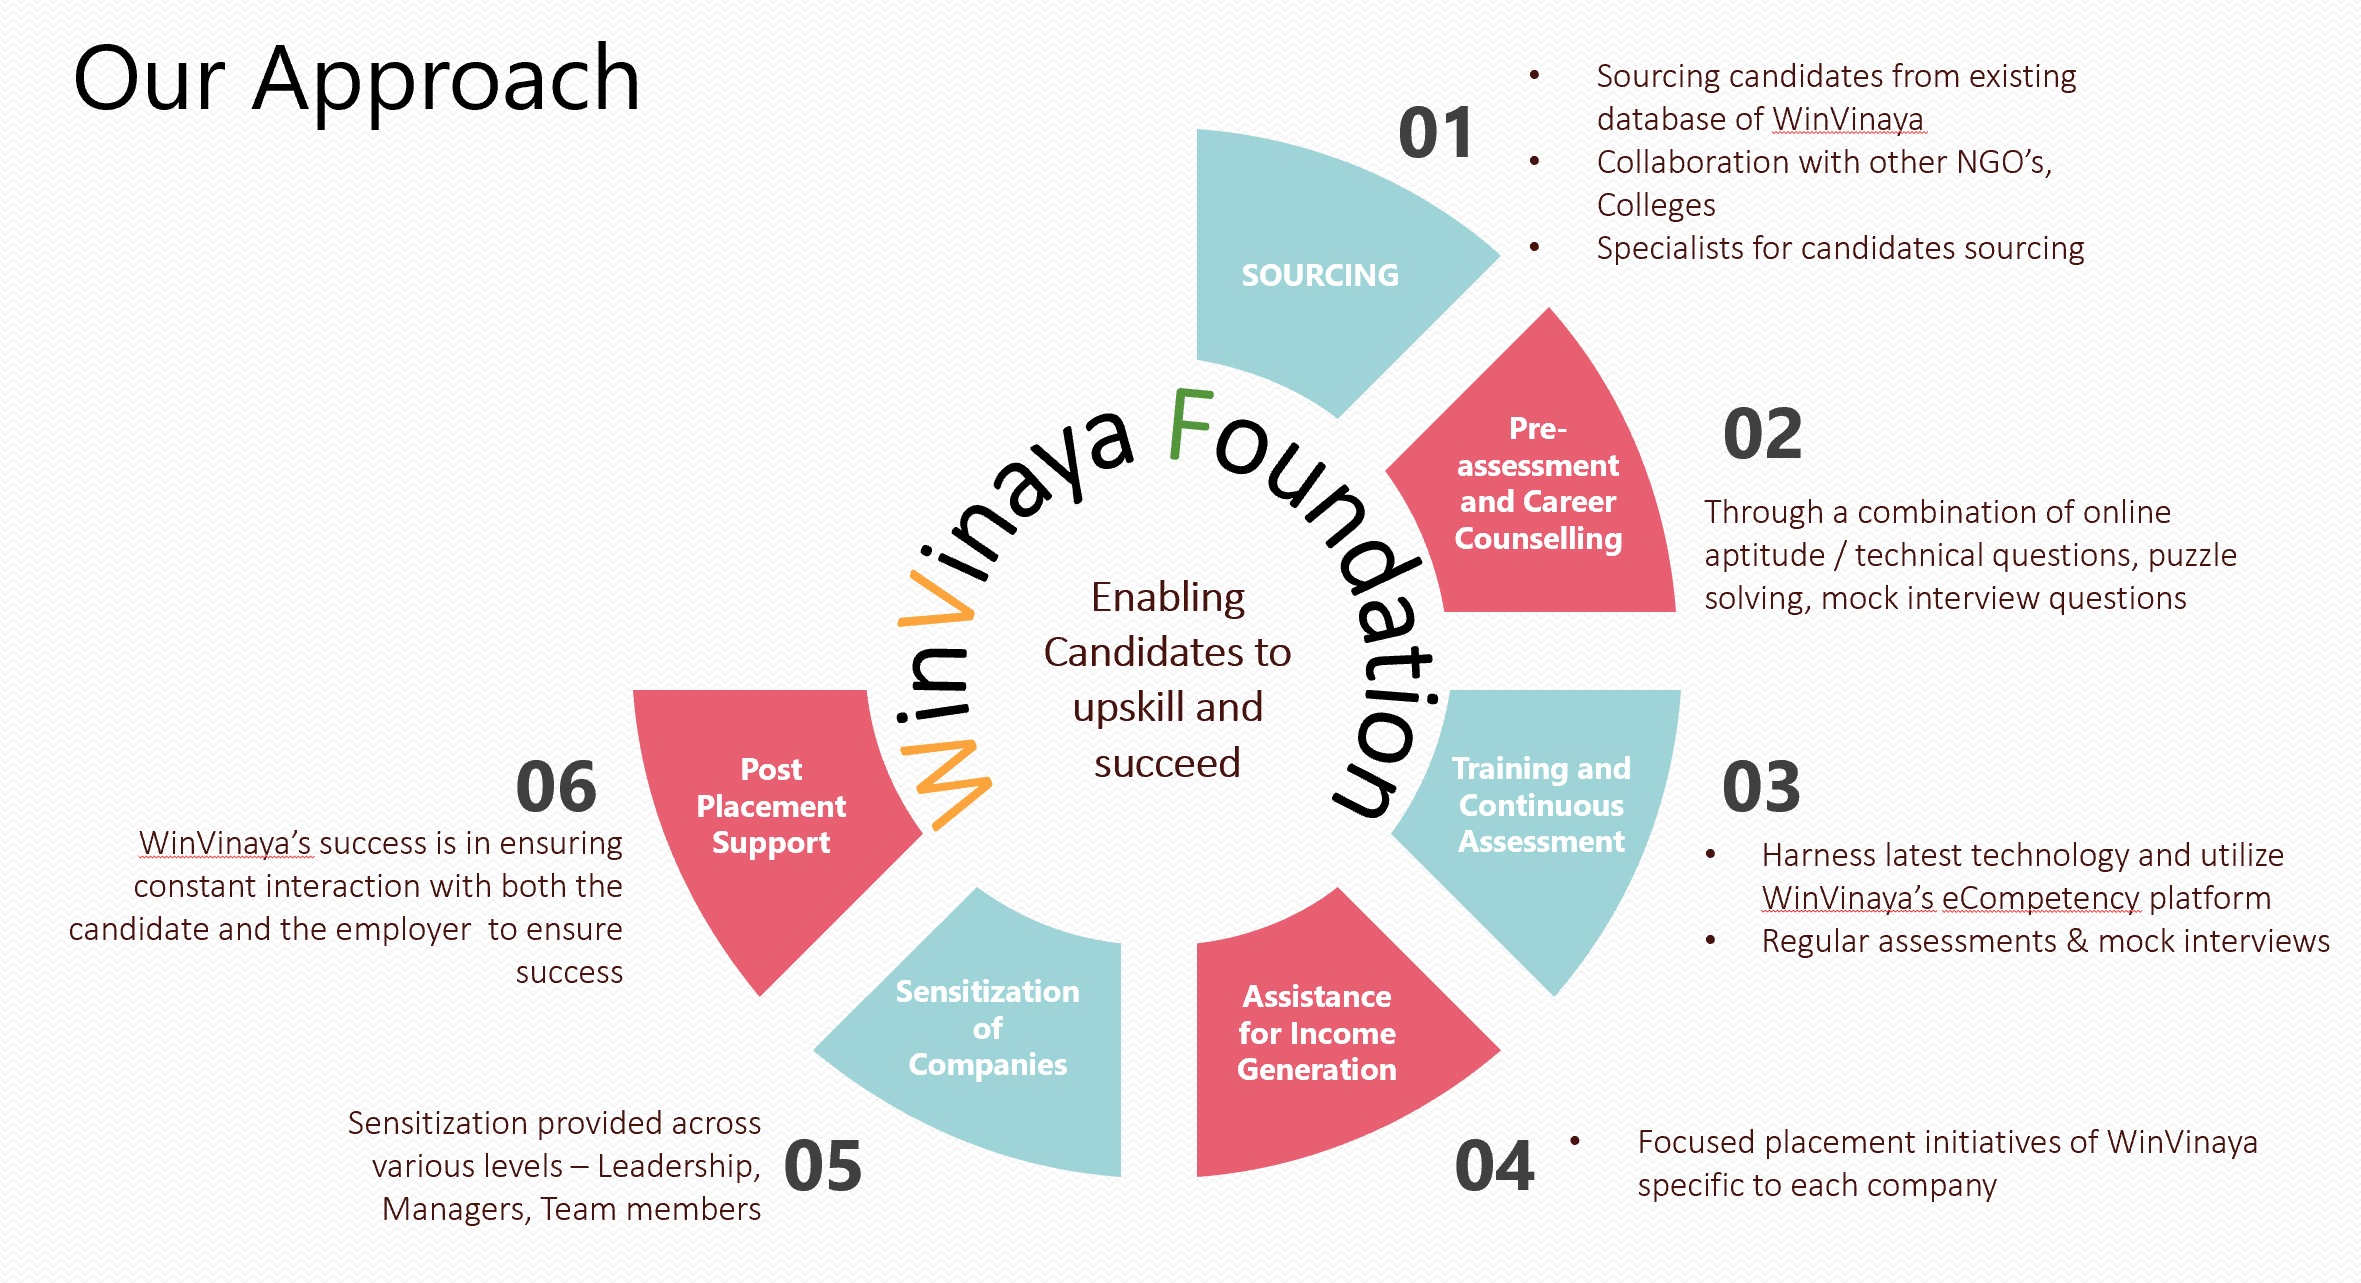 Our Approach
01
• Sourcing candidates from existing
database of WinVinaya
• Collaboration with other NGO’s,
Colleges
• Specialists for candidates sourcing
SOURCING
02
Through a combination of online
aptitude / technical questions, puzzle
solving, mock interview questions
Pre-
assessment
and Career
Counselling
WinVinaya Foundation
Enabling
Candidates to
upskill and
succeed
03
• Harness latest technology and utilize
WinVinaya’s eCompetency platform
• Regular assessments & mock interviews
Training and
Continuous
Assessment
04
• Focused placement initiatives of WinVinaya
specific to each company
Assistance
for Income
Generation
05
Sensitization provided across
various levels – Leadership,
Managers, Team members
Sensitization
of
Companies
06
WinVinaya’s success is in ensuring
constant interaction with both the
candidate and the employer  to ensure
success
Post
Placement
Support